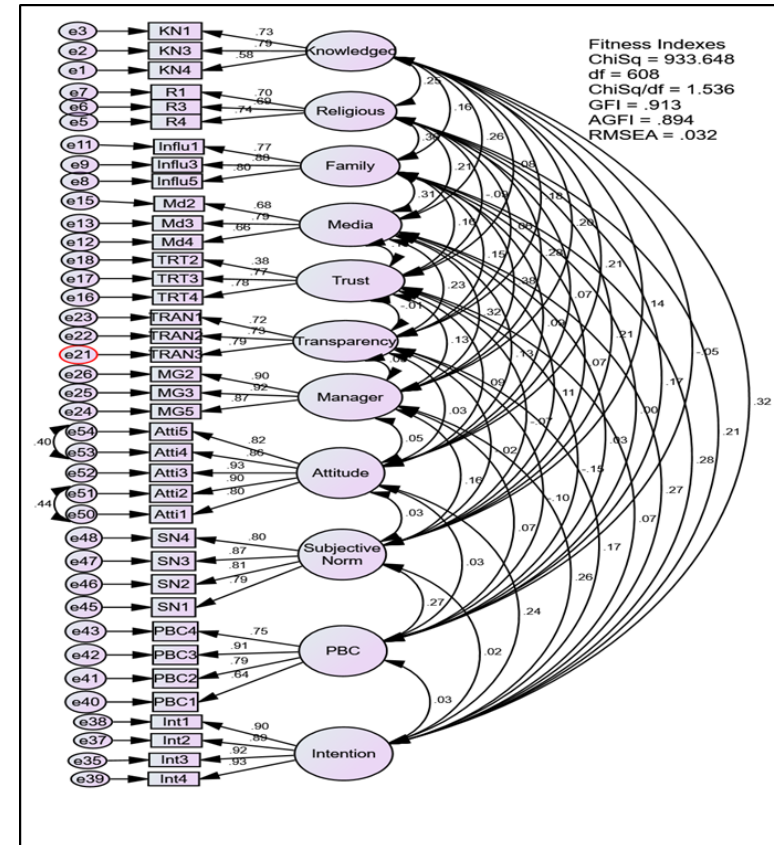 Fitness Indexes
ChiSq = 933.648
df = 608
ChiSq/df = 1.536
GFI = .913
AGFI = .894
RMSEA = .032
e3 KN1 .73
e2 KN3 .79 Knowledged
e1 KN4 .58
e7 R1 .70
e6 R3 .69 Religious
e5 R4 .74
e11 Influ1 .77
e9 Influ3 Family
e8 Influ5 .80
e15 Md2 .68
e13 Md3 .79 Media
e12 Md4 .66
e18 TRT2 .38
e17 TRT3 .77 Trust
e16 TRT4 .78
e23 TRAN1 .72
e22 TRAN2 .73 Transparency
e21 TRAN3 .79
e26 MG2 .90
e25 MG3 .92 Manager
e24 MG5 .87
e54 Atti5 .82
.40
e53 Atti4 .86
e52 Atti3 .93 Attitude
e51 Atti2 .90
.44
e50 Atti1 .80
e48 SN4 .80
e47 SN3 .87 Subjective
Norm
e46 SN2 .81
e45 SN1 .79
e43 PBC4 .75
e42 PBC3 .91 PBC
e41 PBC2 .79
e40 PBC1 .64
e38 Int1 .90
e37 Int2 .89
e35 Int3 .92 Intention
e39 Int4 .93
.25
.16
.26
.21
.31
.16
.18
.20
.15
.21
.23
.07
.14
-.01
.32
.13
.21
-.05
.07
.17
.32
.03
.11
.00
.21
.05
-.07
.03
.28
-.02
-.15
.27
.16
-.10
.07
.03
.07
.17
.03
.26
.27
.24
.02
.03